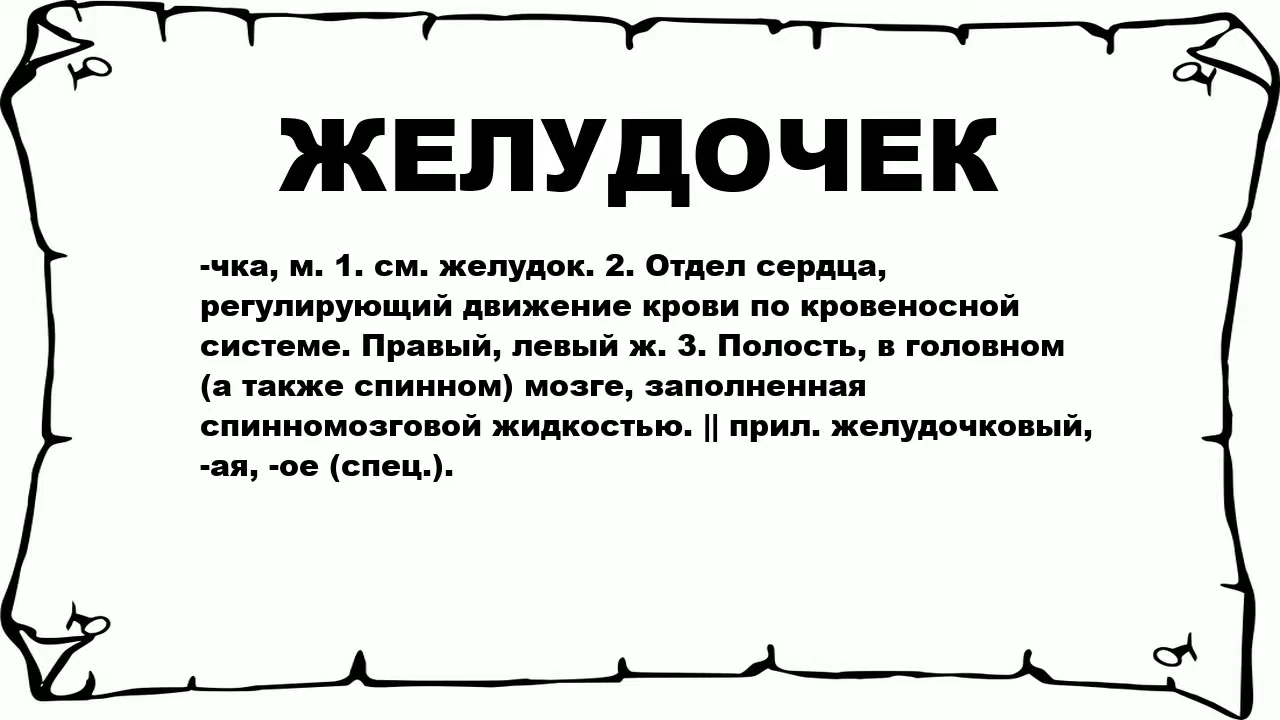 ЖЕЛУДОЧЕК
-чка, м. 1. см. желудок. 2. Отдел сердца,
регулирующий движение крови по кровеносной
системе. Правый, левый ж. 3. Полость, в головном
(а также спинном) мозге, заполненная
спинномозговой жидкостью. || прил. желудочковый,
-ая, -ое (спец.).